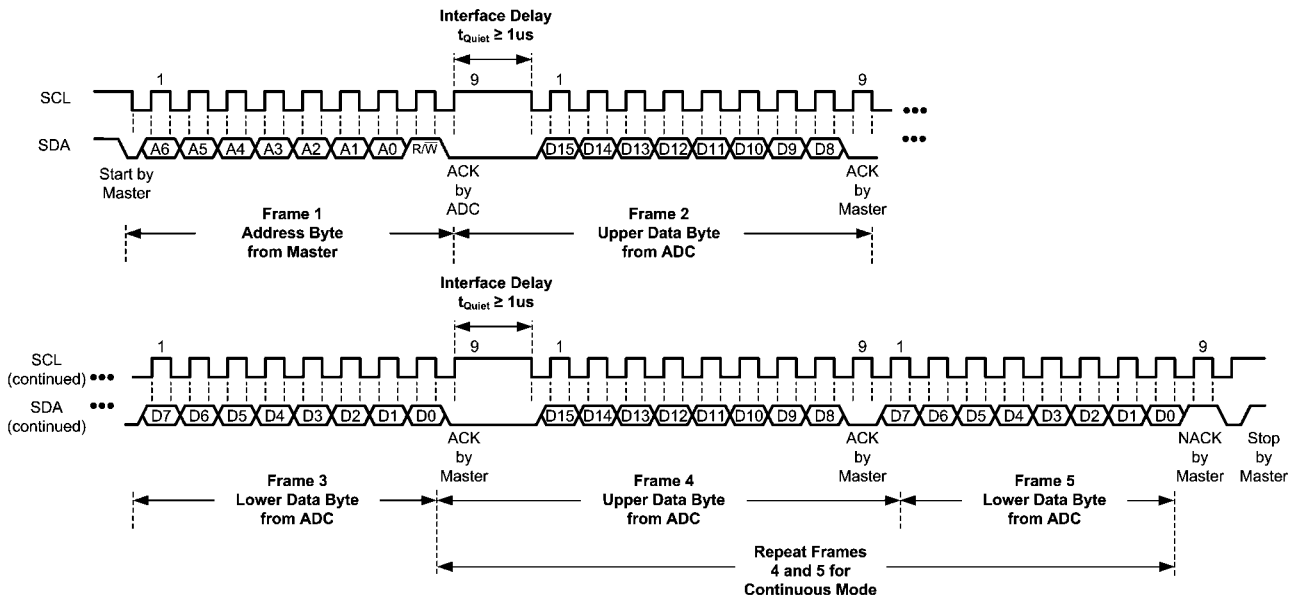 Interface Delay
tQuiet ≥ 1us
1 9 1 9
SCL
•••
SDA
A6 A5 A4 A3 A2 A1 A0 R/W D15 D14 D13 D12 D11 D10 D9 D8
•••
Start by
Master
ACK
by
ADC
ACK
by
Master
Frame 1
Address Byte
from Master
Frame 2
Upper Data Byte
from ADC
Interface Delay
tQuiet ≥ 1us
1 9 1 9 1 9
SCL
(continued)
•••
SDA
(continued)
•••
D7 D6 D5 D4 D3 D2 D1 D0 D15 D14 D13 D12 D11 D10 D9 D8 D7 D6 D5 D4 D3 D2 D1 D0
ACK
by
Master
ACK
by
Master
NACK
by
Master
Stop
by
Master
Frame 3
Lower Data Byte
from ADC
Frame 4
Upper Data Byte
from ADC
Frame 5
Lower Data Byte
from ADC
Repeat Frames
4 and 5 for
Continuous Mode